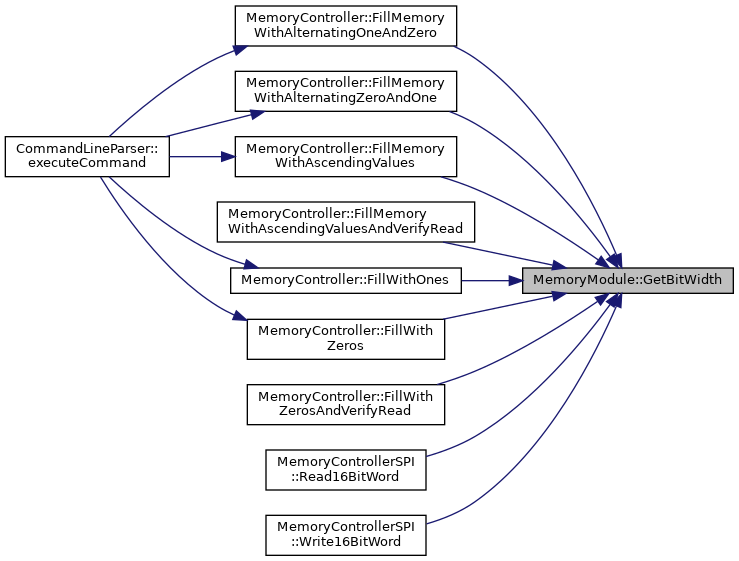 MemoryController::FillMemory
WithAlternatingOneAndZero
MemoryController::FillMemory
WithAlternatingZeroAndOne
CommandLineParser::
executeCommand
MemoryController::FillMemory
WithAscendingValues
MemoryController::FillMemory
WithAscendingValuesAndVerifyRead
MemoryController::FillWithOnes
MemoryModule::GetBitWidth
MemoryController::FillWith
Zeros
MemoryController::FillWith
ZerosAndVerifyRead
MemoryControllerSPI
::Read16BitWord
MemoryControllerSPI
::Write16BitWord